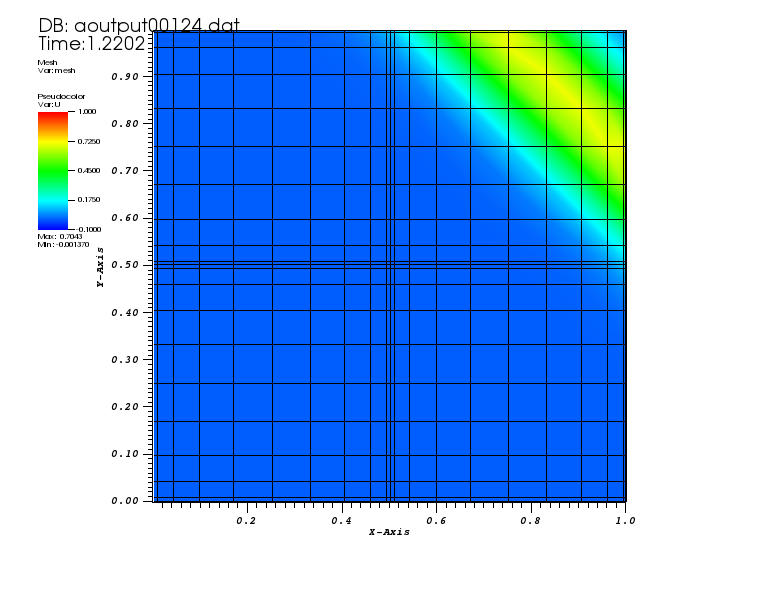 DB: aoutput00124.dat
Time:1.2202
Mesh
Var: mesh
Pseudocolor
Var: U
1.000
0.7250
0.4500
0.1750
-0.1000
Max: 0.7043
Min: -0.001370
0.90
0.80
0.70
0.60
0.50
0.40
0.30
0.20
0.10
0.00
Y-Axis
0.2 0.4 0.6 0.8 1.0
X-Axis